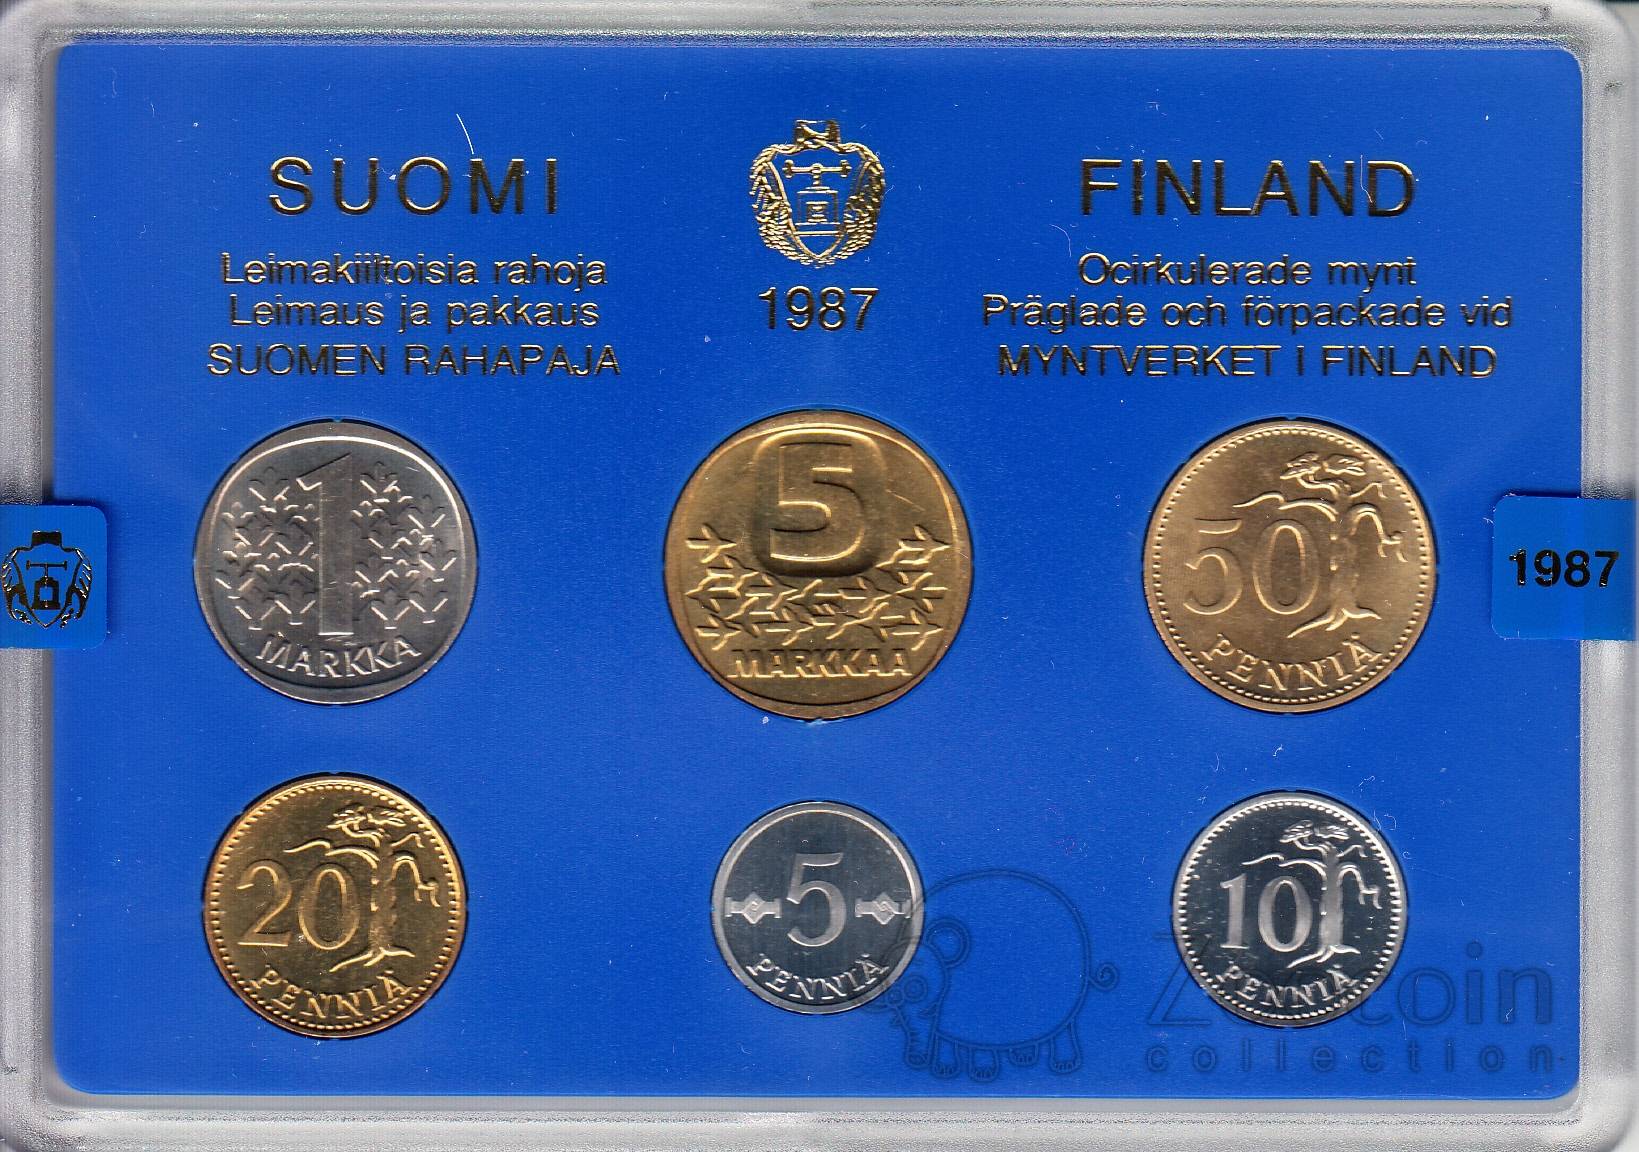 SUOMI
Leimakiiltoisia rahoja
Leimaus ja pakkaus
SUOMEN RAHAPAJA
1987
FINLAND
Ocirkulerade mynt
Präglade och förpackade vid
MYNTVERKET I FINLAND
1987
1
MARKKA
5
MARKKAA
50
PENNIÄ
20
PENNIÄ
5
PENNIÄ
10
PENNIÄ
collection